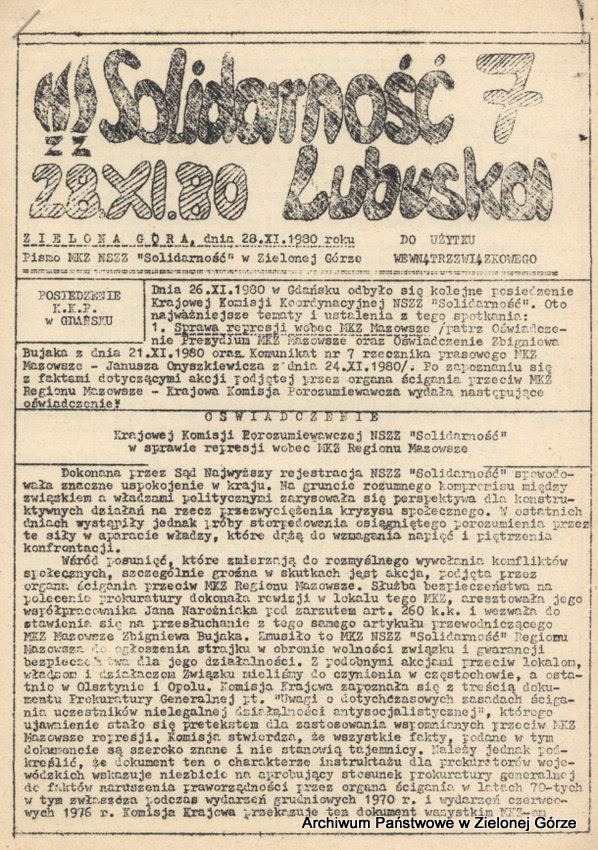 Solidarność 7
28.XI.80 Lubuska
ZIELONA GÓRA, dnia 28.XI.1980 roku DO UŻYTKU
Pismo MKZ NSZZ "Solidarność" w Zielonej Górze WEWNĄTRZZWIĄZKOWEGO
POSIEDZENIE
K.K.P.
w GDAŃSKU
Dnia 26.XI.1980 w Gdańsku odbyło się kolejne posiedzenie
Krajowej Komisji Koordynacyjnej NSZZ "Solidarność". Oto
najważniejsze tematy i ustalenia z tego spotkania:
1. Sprawa represji wobec MKZ Mazowsze /patrz Oświadcze-
nie Prezydium MKZ Mazowsze oraz Oświadczenie Zbigniewa
Bujaka z dnia 21.XI.1980 oraz Komunikat nr 7 rzecznika prasowego MKZ
Mazowsze - Janusza Onyszkiewicza z dnia 24.XI.1980/. Po zapoznaniu się
z faktami dotyczącymi akcji podjętej przez organa ścigania przeciw MKZ
Regionu Mazowsze - Krajowa Komisja Porozumiewawcza wydała następujące
oświadczenie:
OŚWIADCZENIE
Krajowej Komisji Porozumiewawczej NSZZ "Solidarność"
w sprawie represji wobec MKZ Regionu Mazowsze
Dokonana przez Sąd Najwyższy rejestracja NSZZ "Solidarność" spowodo-
wała znaczne uspokojenie w kraju. Na gruncie rozumnego kompromisu między
związkiem a władzami politycznymi zarysowała się perspektywa dla konstru-
ktywnych działań na rzecz przezwyciężenia kryzysu społecznego. W ostatnich
dniach wystąpiły jednak próby storpedowania osiągniętego porozumienia przez
te siły w aparacie władzy, które dążą do wzmagania napięć i piętrzenia
konfrontacji.
Wśród posunięć, które zmierzają do rozmyślnego wywołania konfliktów
społecznych, szczególnie groźna w skutkach jest akcja, podjęta przez
organa ścigania przeciw MKZ Regionu Mazowsze. Służba bezpieczeństwa na
polecenie prokuratury dokonała rewizji w lokalu tego MKZ, aresztowała jego
współpracownika Jana Narożniaka pod zarzutem art. 260 k.k. i wezwała do
stawienia się na przesłuchanie z tego samego artykułu przewodniczącego
MKZ Mazowsze Zbigniewa Bujaka. Zmusiło to MKZ NSZZ "Solidarność" Regionu
Mazowsza do ogłoszenia strajku w obronie wolności związku i gwarancji
bezpieczeństwa dla jego działalności. Z podobnymi akcjami przeciw lokalom,
władzom i działaczom Związku mieliśmy do czynienia w częstochowie, a osta-
tnio w Olsztynie i Opolu. Komisja Krajowa zapoznała się z treścią doku-
mentu Prokuratury Generalnej pt. "Uwagi o dotychczasowych zasadach ściga-
nia uczestników nielegalnej działalności antysocjalistycznej", którego
ujawnienie stało się pretekstem dla zastosowania wspomnianych przeciw MKZ
Mazowsze represji. Komisja stwierdza, że wszystkie fakty, podane w tym
dokumencie są szeroko znane i nie stanowią tajemnicy. Należy jednak pod-
kreślić, że dokument ten o charakterze instruktażu dla prokuratorów woje-
wódzkich wskazuje niezbicie na aprobujący stosunek prokuratury generalnej
do faktów naruszenia praworządności przez organa ścigania w latach 70-tych
w tym zwłaszcza podczas wydarzeń grudniowych 1970 r. i wydarzeń czerwco-
wych 1976 r. Komisja Krajowa przekazuje ten dokument wszystkim MKZ-om
Archiwum Państwowe w Zielonej Górze